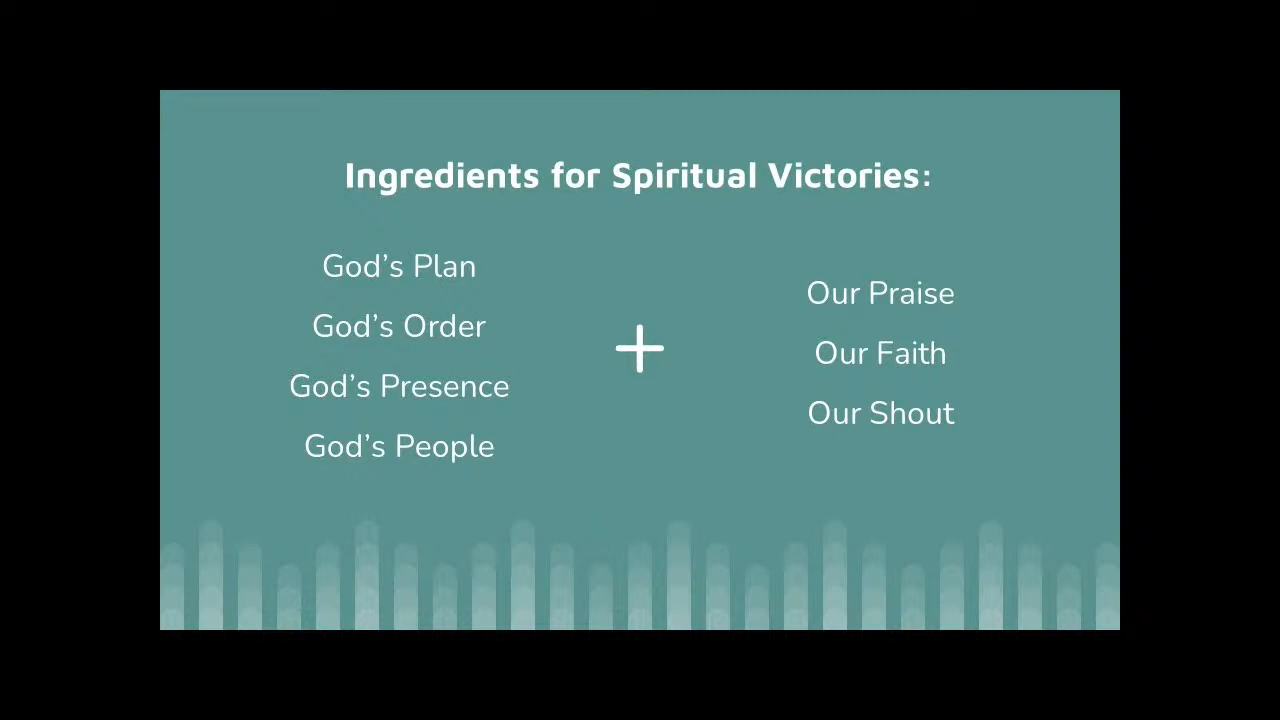 Ingredients for Spiritual Victories:
God’s Plan
God’s Order
God’s Presence
God’s People
+
Our Praise
Our Faith
Our Shout